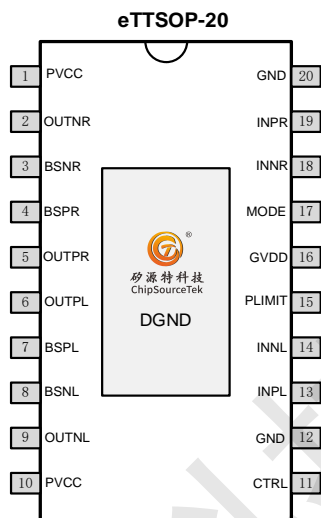 eTTSOP-20
1 PVCC GND 20
2 OUTNR INPR 19
3 BSNR INNR 18
4 BSPR MODE 17
5 OUTPR GVDD 16
6 OUTPL PLIMIT 15
7 BSPL INNL 14
8 BSNL INPL 13
9 OUTNL GND 12
10 PVCC CTRL 11
®
矽源特科技
ChipSourceTek
DGND